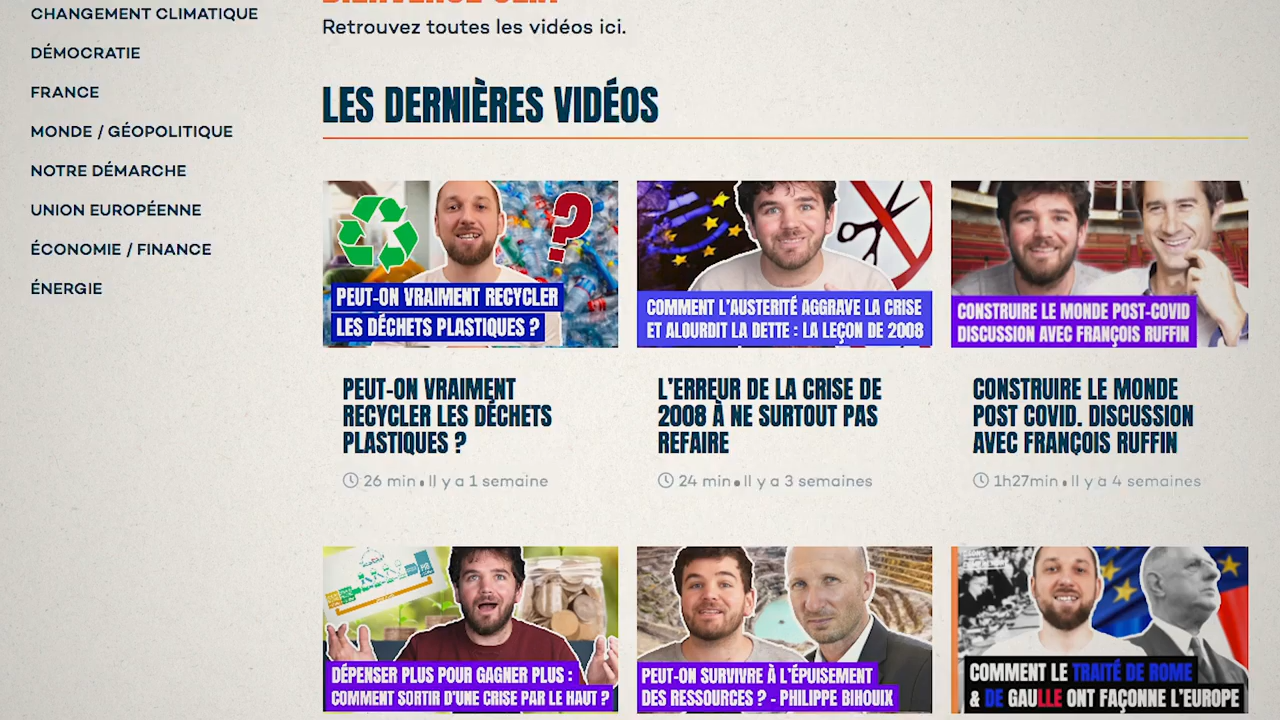 CHANGEMENT CLIMATIQUE
DÉMOCRATIE
FRANCE
MONDE / GÉOPOLITIQUE
NOTRE DÉMARCHE
UNION EUROPÉENNE
ÉCONOMIE / FINANCE
ÉNERGIE
Retrouvez toutes les vidéos ici.
LES DERNIÈRES VIDÉOS
PEUT-ON VRAIMENT RECYCLER
LES DÉCHETS PLASTIQUES ?
PEUT-ON VRAIMENT
RECYCLER LES DÉCHETS
PLASTIQUES ?
26 min • Il y a 1 semaine
COMMENT L'AUSTERITÉ AGGRAVE LA CRISE
ET ALOURDIT LA DETTE : LA LEÇON DE 2008
L'ERREUR DE LA CRISE DE
2008 À NE SURTOUT PAS
REFAIRE
24 min • Il y a 3 semaines
CONSTRUIRE LE MONDE POST-COVID
DISCUSSION AVEC FRANÇOIS RUFFIN
CONSTRUIRE LE MONDE
POST COVID. DISCUSSION
AVEC FRANÇOIS RUFFIN
1h27min • Il y a 4 semaines
DÉPENSER PLUS POUR GAGNER PLUS :
COMMENT SORTIR D'UNE CRISE PAR LE HAUT ?
PEUT-ON SURVIVRE À L'ÉPUISEMENT
DES RESSOURCES ? - PHILIPPE BIHOUIX
COMMENT LE TRAITÉ DE ROME
& DE GAULLE ONT FAÇONNE L'EUROPE